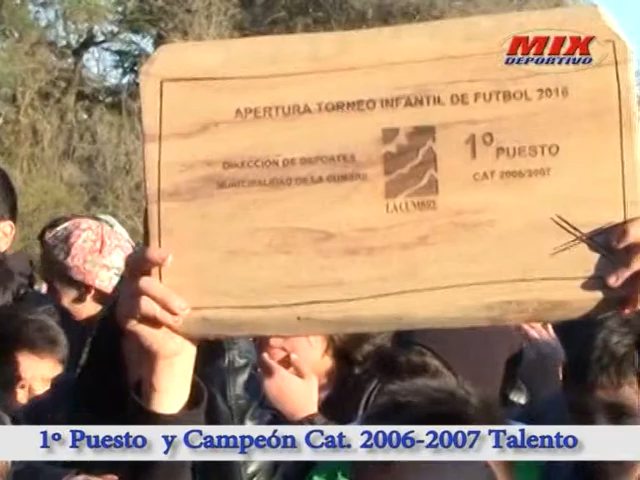 MIX
DEPORTIVO
APERTURA TORNEO INFANTIL DE FUTBOL 2016
DIRECCIÓN DE DEPORTES
MUNICIPALIDAD DE LA CUMBRE
LA CUMBRE
1º PUESTO
CAT 2006/2007
1º Puesto y Campeón Cat. 2006-2007 Talento